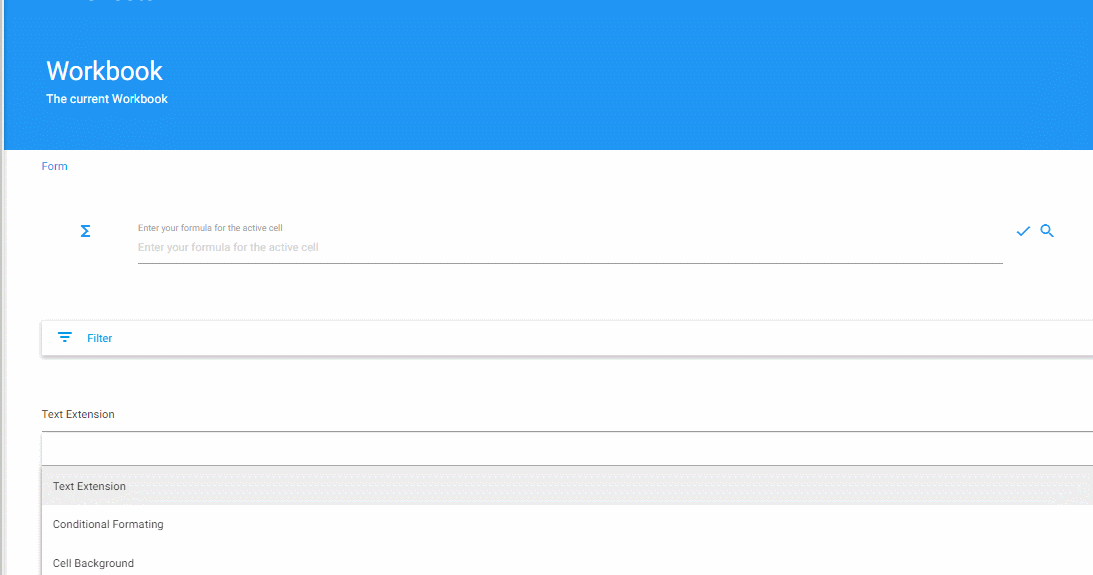 Workbook
The current Workbook
Form
Enter your formula for the active cell
Enter your formula for the active cell
Filter
Text Extension
Text Extension
Conditional Formating
Cell Background